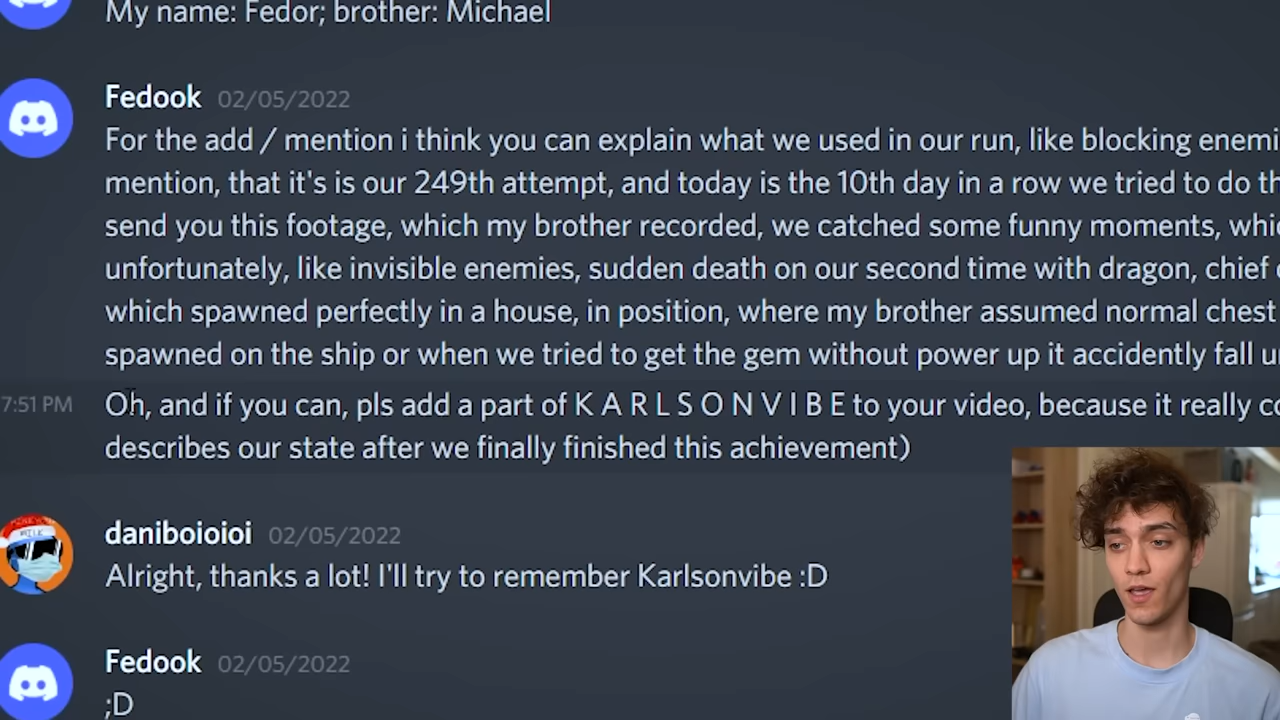 My name: Fedor; brother: Michael
Fedook 02/05/2022
For the add / mention i think you can explain what we used in our run, like blocking
mention, that it's is our 249th attempt, and today is the 10th day in a row we tried to do
send you this footage, which my brother recorded, we catched some funny moments,
unfortunately, like invisible enemies, sudden death on our second time with dragon, chief
which spawned perfectly in a house, in position, where my brother assumed normal chest
spawned on the ship or when we tried to get the gem without power up it accidently fall
7:51 PM Oh, and if you can, pls add a part of K A R L S O N V I B E to your video, because it really
describes our state after we finally finished this achievement)
daniboioioi 02/05/2022
Alright, thanks a lot! I'll try to remember Karlsonvibe :D
Fedook 02/05/2022
;D